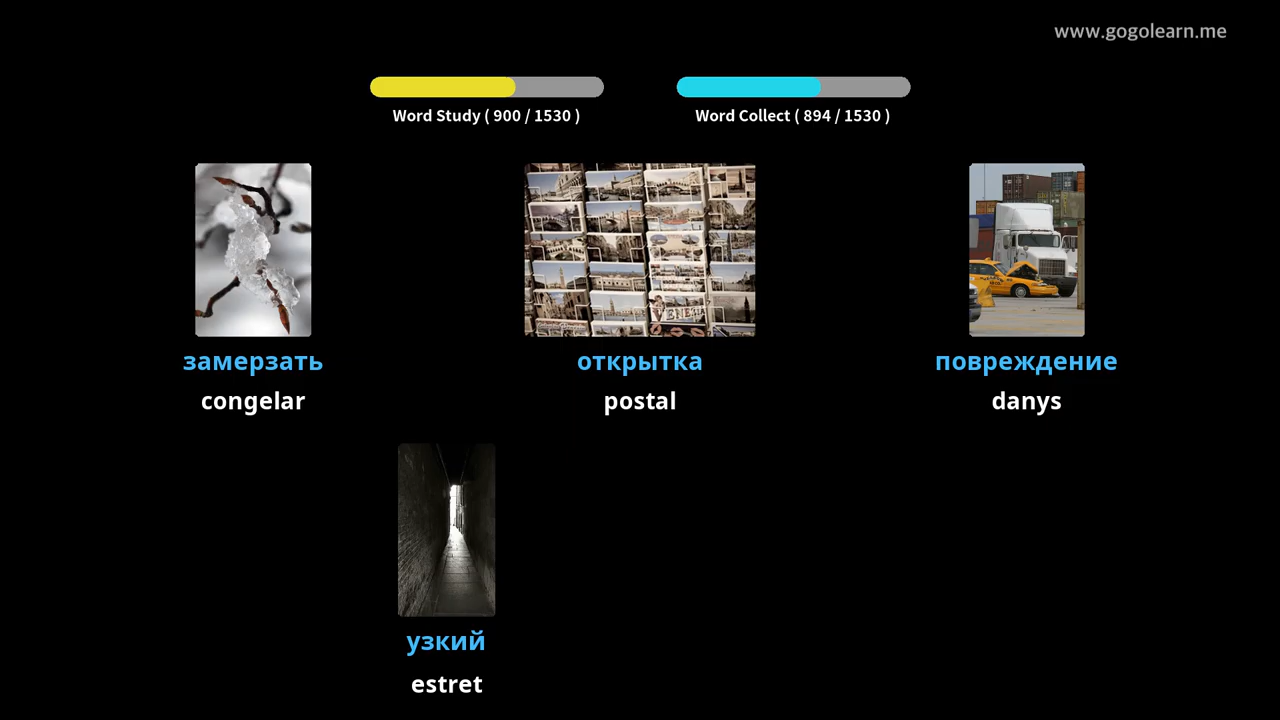 www.gogolearn.me
Word Study ( 900 / 1530 )
Word Collect ( 894 / 1530 )
замерзать
congelar
открытка
postal
повреждение
danys
узкий
estret